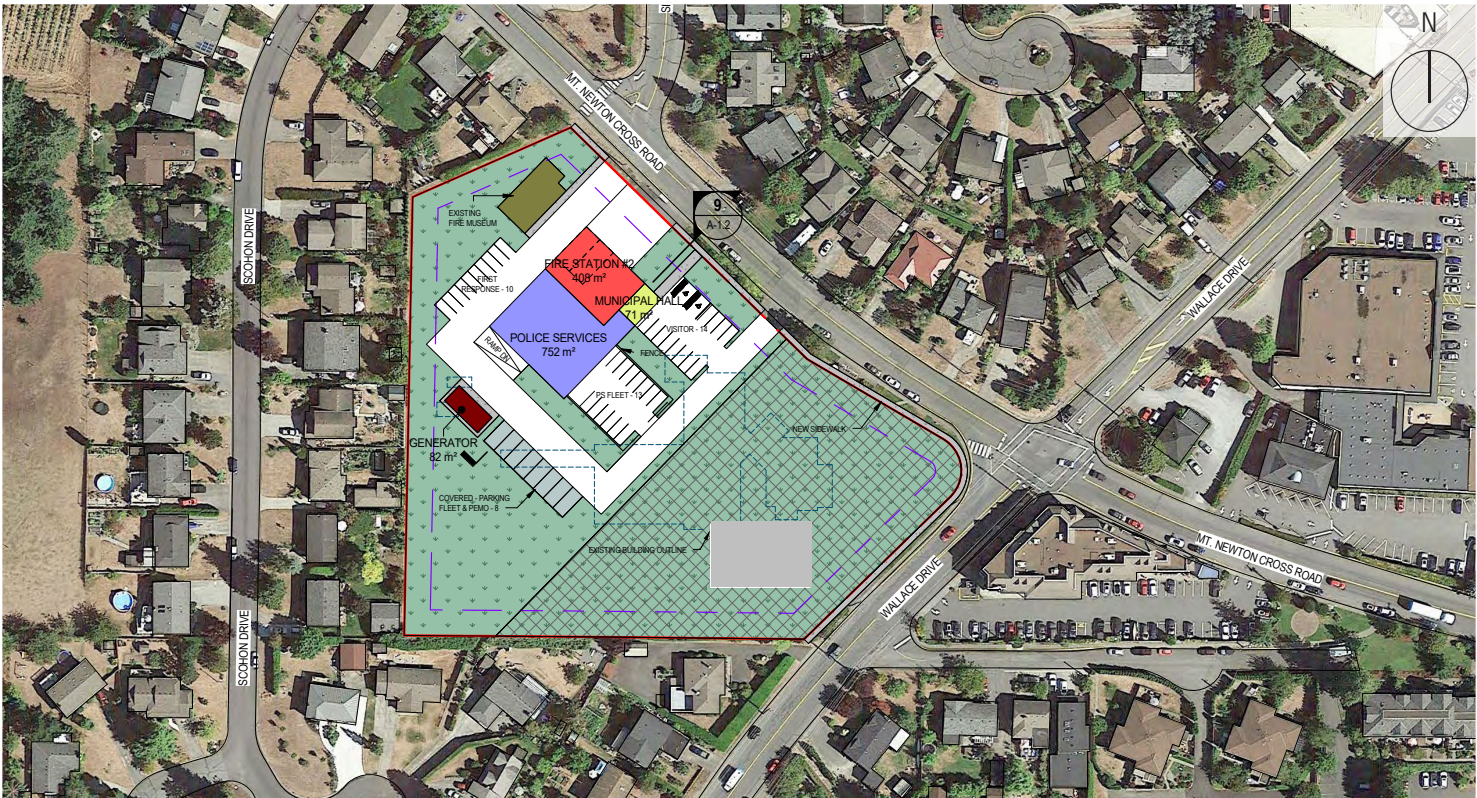 N
MT. NEWTON CROSS ROAD
SCOHON DRIVE
9
A-1.2
EXISTING
FIRE MUSEUM
FIRE STATION #2
408 m²
FIRST
RESPONSE - 10
MUNICIPAL HALL
71 m²
VISITOR - 14
WALLACE DRIVE
POLICE SERVICES
752 m²
RAMP DN.
FENCE
PS FLEET - 13
NEW SIDEWALK
GENERATOR
82 m²
COVERED - PARKING
FLEET & PEMO - 8
EXISTING BUILDING OUTLINE
MT. NEWTON CROSS ROAD
WALLACE DRIVE
SCOHON DRIVE